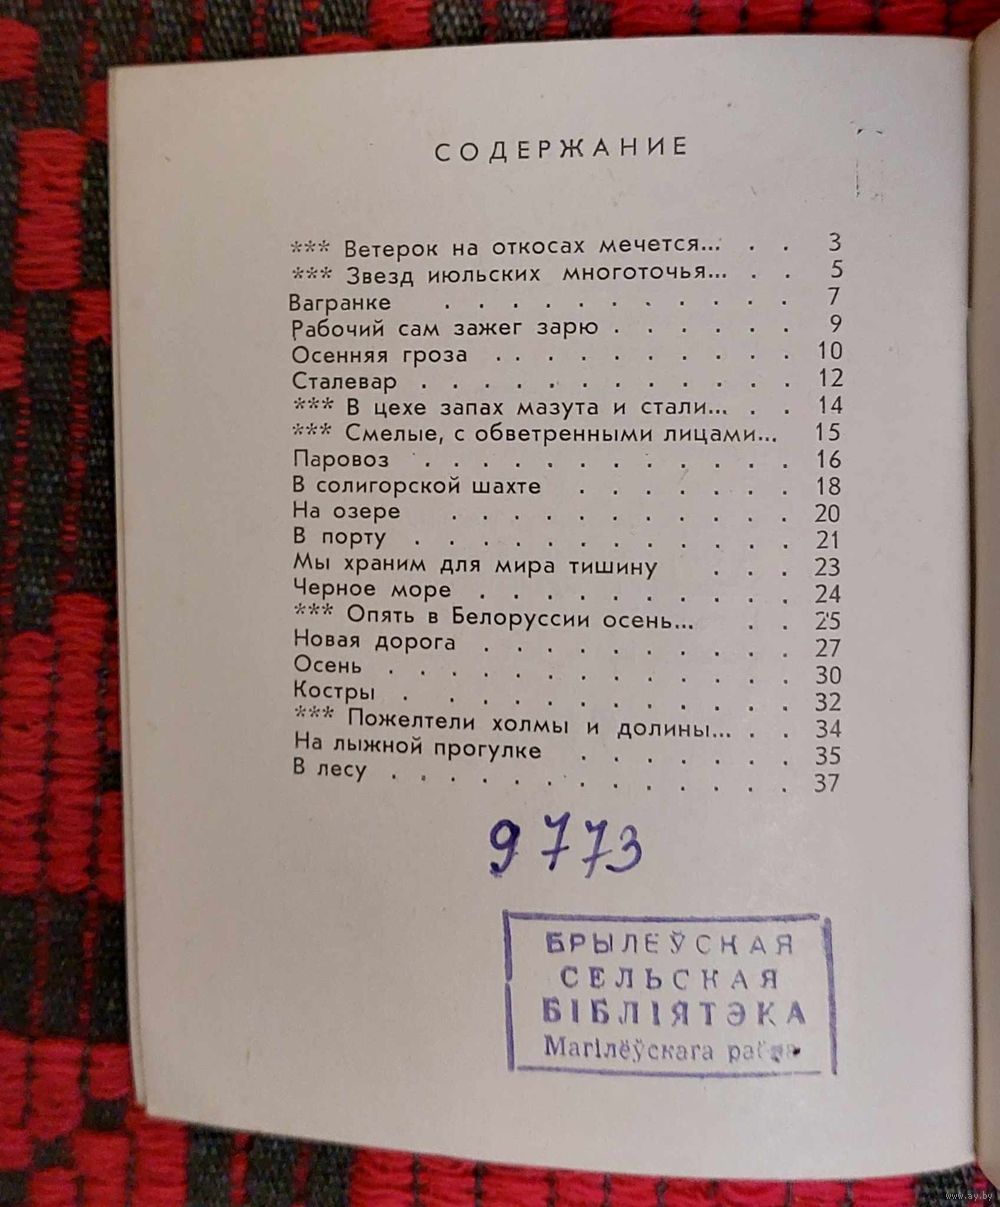 СОДЕРЖАНИЕ
*** Ветерок на откосах мечется... . . 3
*** Звезд июльских многоточья... . . 5
Вагранке . . . . . . . . . . . 7
Рабочий сам зажег зарю . . . . . . 9
Осенняя гроза . . . . . . . . . . 10
Сталевар . . . . . . . . . . . . 12
*** В цехе запах мазута и стали... . . 14
*** Смелые, с обветренными лицами... 15
Паровоз . . . . . . . . . . . . 16
В солигорской шахте . . . . . . . 18
На озере . . . . . . . . . . . 20
В порту . . . . . . . . . . . . 21
Мы храним для мира тишину . . . 23
Черное море . . . . . . . . . . 24
*** Опять в Белоруссии осень... . . 25
Новая дорога . . . . . . . . . . 27
Осень . . . . . . . . . . . . . 30
Костры . . . . . . . . . . . . 32
*** Пожелтели холмы и долины... . . 34
На лыжной прогулке . . . . . . . 35
В лесу . . . . . . . . . . . . . 37
9773
БРЫЛЕЎСКАЯ
СЕЛЬСКАЯ
БІБЛІЯТЭКА
Магілёўскага
www.ay.by